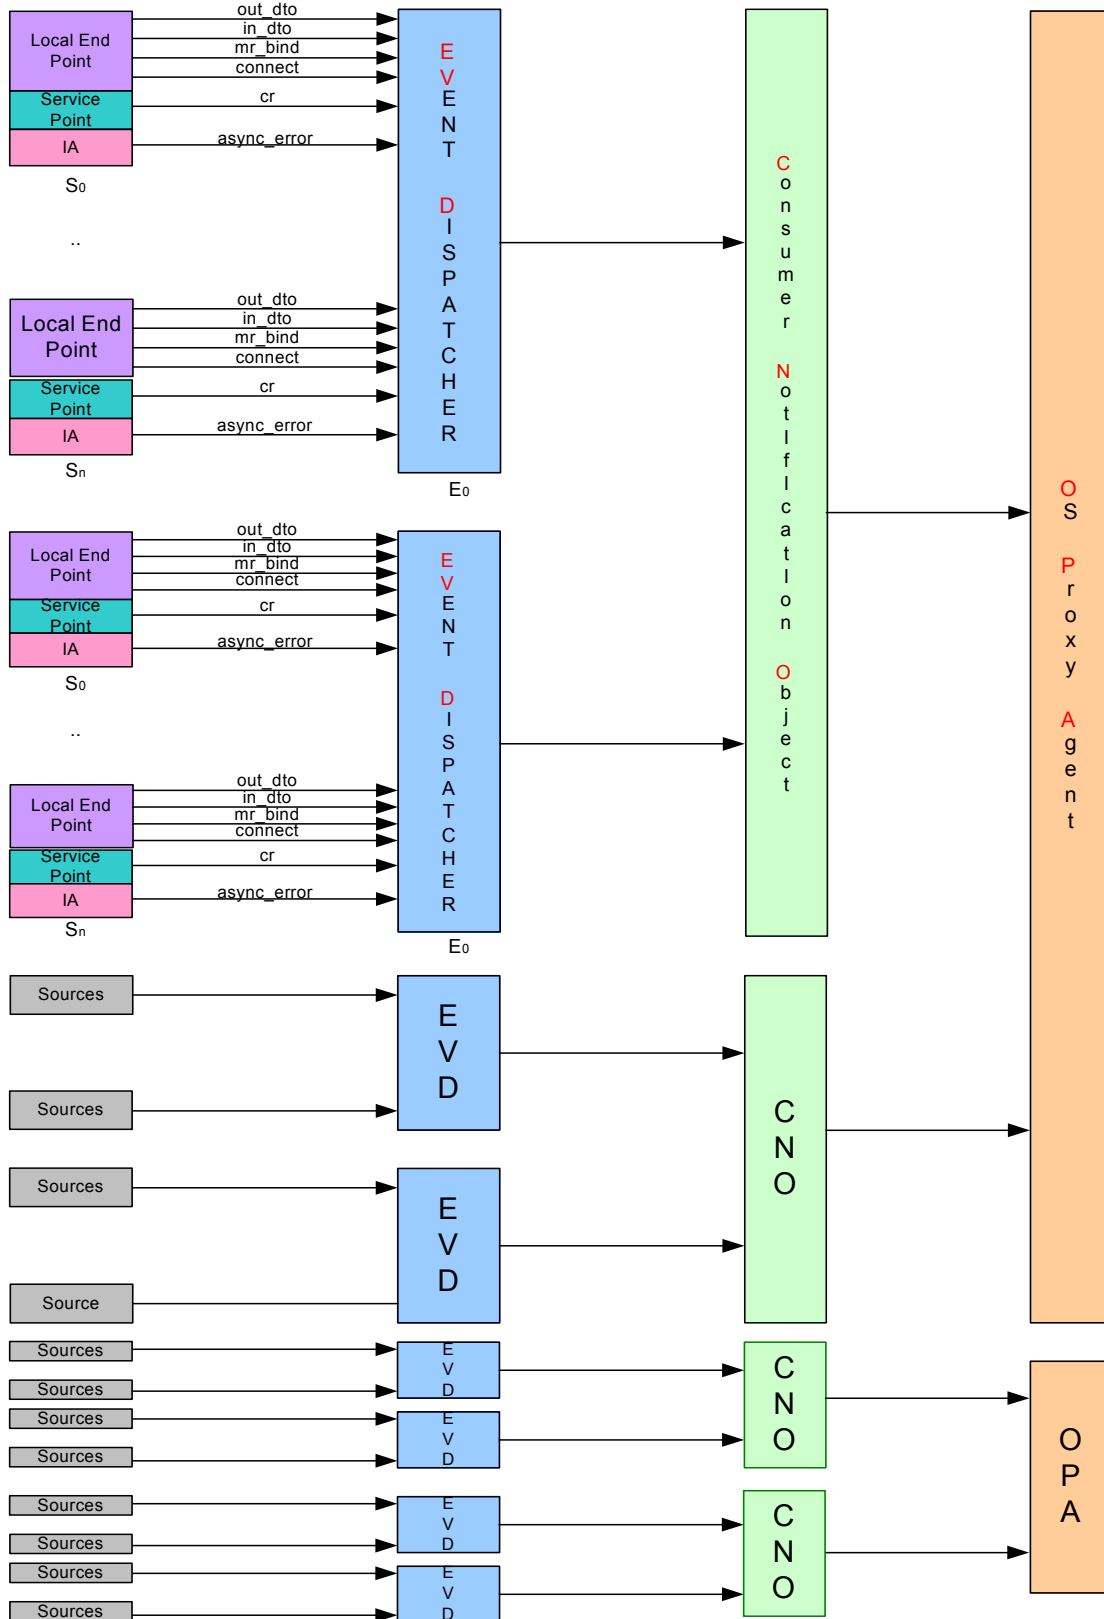 out_dto
in_dto
mr_bind
connect
Local End
Point
Service
Point
cr
IA
async_error
S0
..
out_dto
in_dto
mr_bind
connect
Local End
Point
Service
Point
cr
IA
async_error
Sn
EVENT DISPATCHER
E0
out_dto
in_dto
mr_bind
connect
Local End
Point
Service
Point
cr
IA
async_error
S0
..
out_dto
in_dto
mr_bind
connect
Local End
Point
Service
Point
cr
IA
async_error
Sn
EVENT DISPATCHER
E0
Consumer NotIfIcatIon Object
OS Proxy Agent
Sources
Sources
EVD
Sources
Source
EVD
CNO
Sources
Sources
EVD
Sources
Sources
EVD
CNO
Sources
Sources
EVD
Sources
Sources
EVD
CNO
OPA